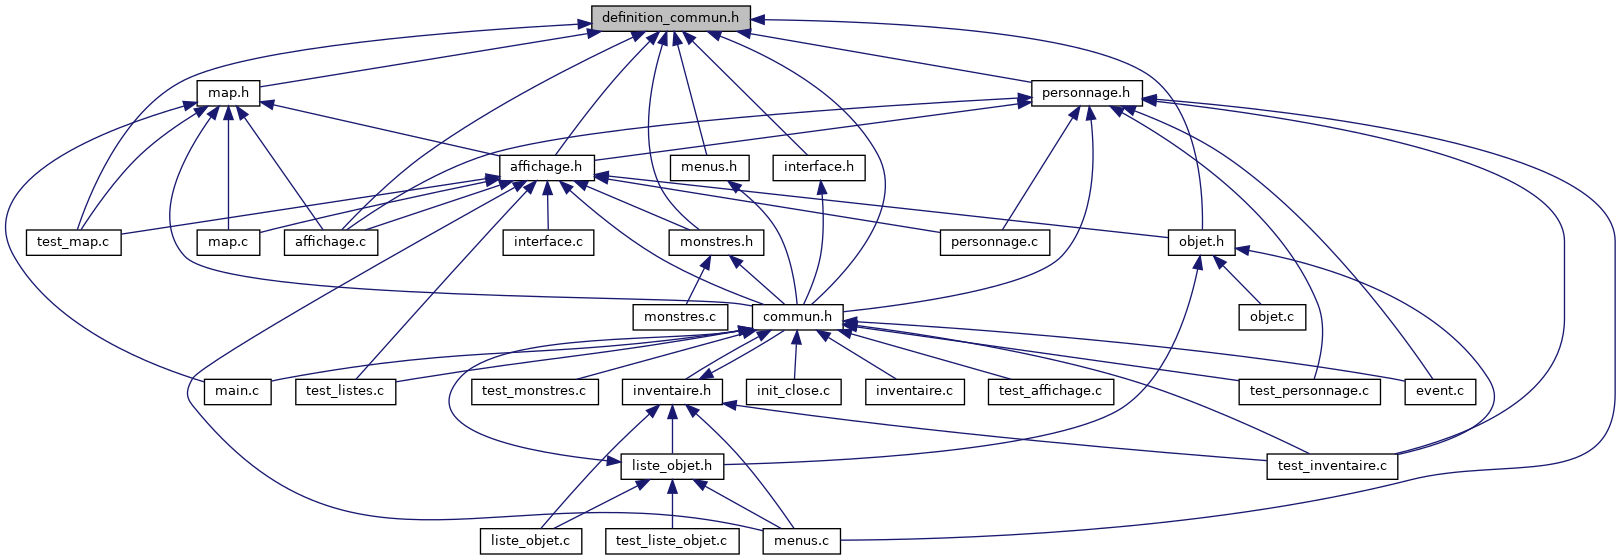 definition_commun.h
map.h
personnage.h
affichage.h
menus.h
interface.h
test_map.c
map.c
affichage.c
interface.c
monstres.h
personnage.c
objet.h
monstres.c
commun.h
objet.c
main.c
test_listes.c
test_monstres.c
inventaire.h
init_close.c
inventaire.c
test_affichage.c
test_personnage.c
event.c
liste_objet.h
test_inventaire.c
liste_objet.c
test_liste_objet.c
menus.c